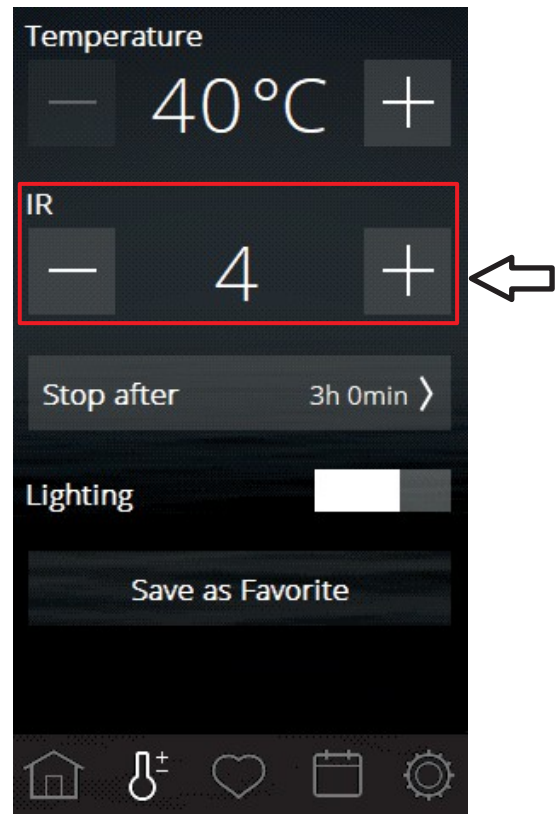 Temperature
− 40°C +
IR
− 4 +
Stop after 3h 0min ⟩
Lighting
Save as Favorite